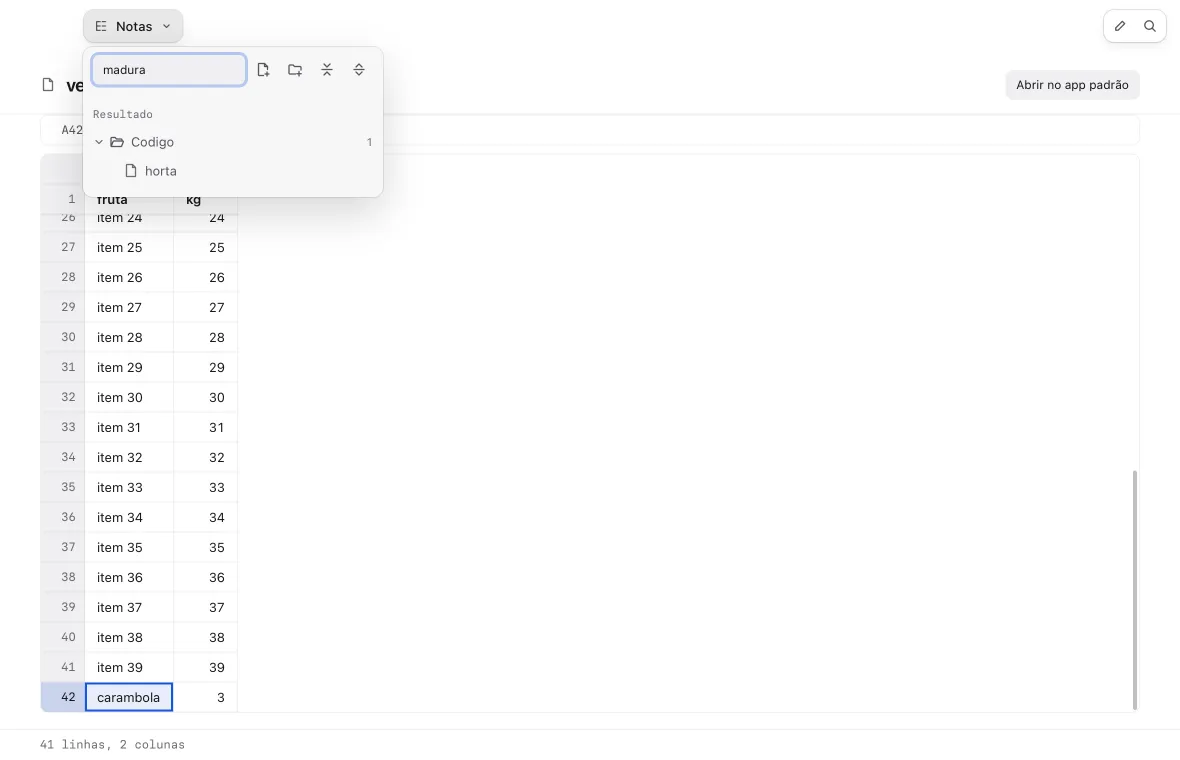 Notas
madura
Abrir no app padrão
Resultado
A42
Codigo 1
horta
1 fruta kg
26 item 24 24
27 item 25 25
28 item 26 26
29 item 27 27
30 item 28 28
31 item 29 29
32 item 30 30
33 item 31 31
34 item 32 32
35 item 33 33
36 item 34 34
37 item 35 35
38 item 36 36
39 item 37 37
40 item 38 38
41 item 39 39
42 carambola 3
41 linhas, 2 colunas